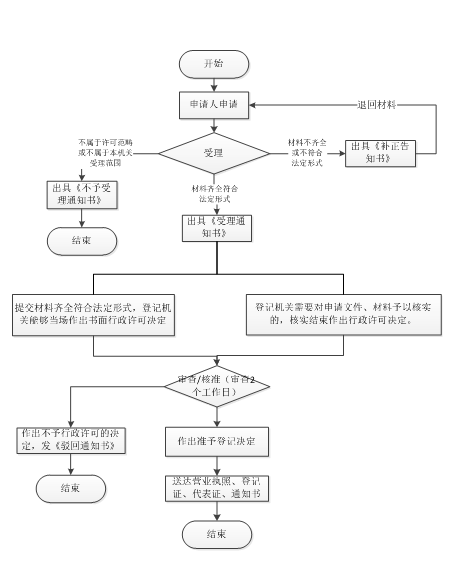 开始
申请人申请
退回材料
不属于许可范畴
或不属于本机关
受理范围
受理
材料不齐全
或不符合
法定形式
出具《补正告
知书》
出具《不予受
理通知书》
材料齐全符合
法定形式
结束
出具《受理通
知书》
提交材料齐全符合法定形式，登记机
关能够当场作出书面行政许可决定
登记机关需要对申请文件、材料予以核实
的，核实结束作出行政许可决定。
审查/核准（审查2
个工作日）
作出不予行政许可的决
定，发《驳回通知书》
作出准予登记决定
结束
送达营业执照、登记
证、代表证、通知书
结束